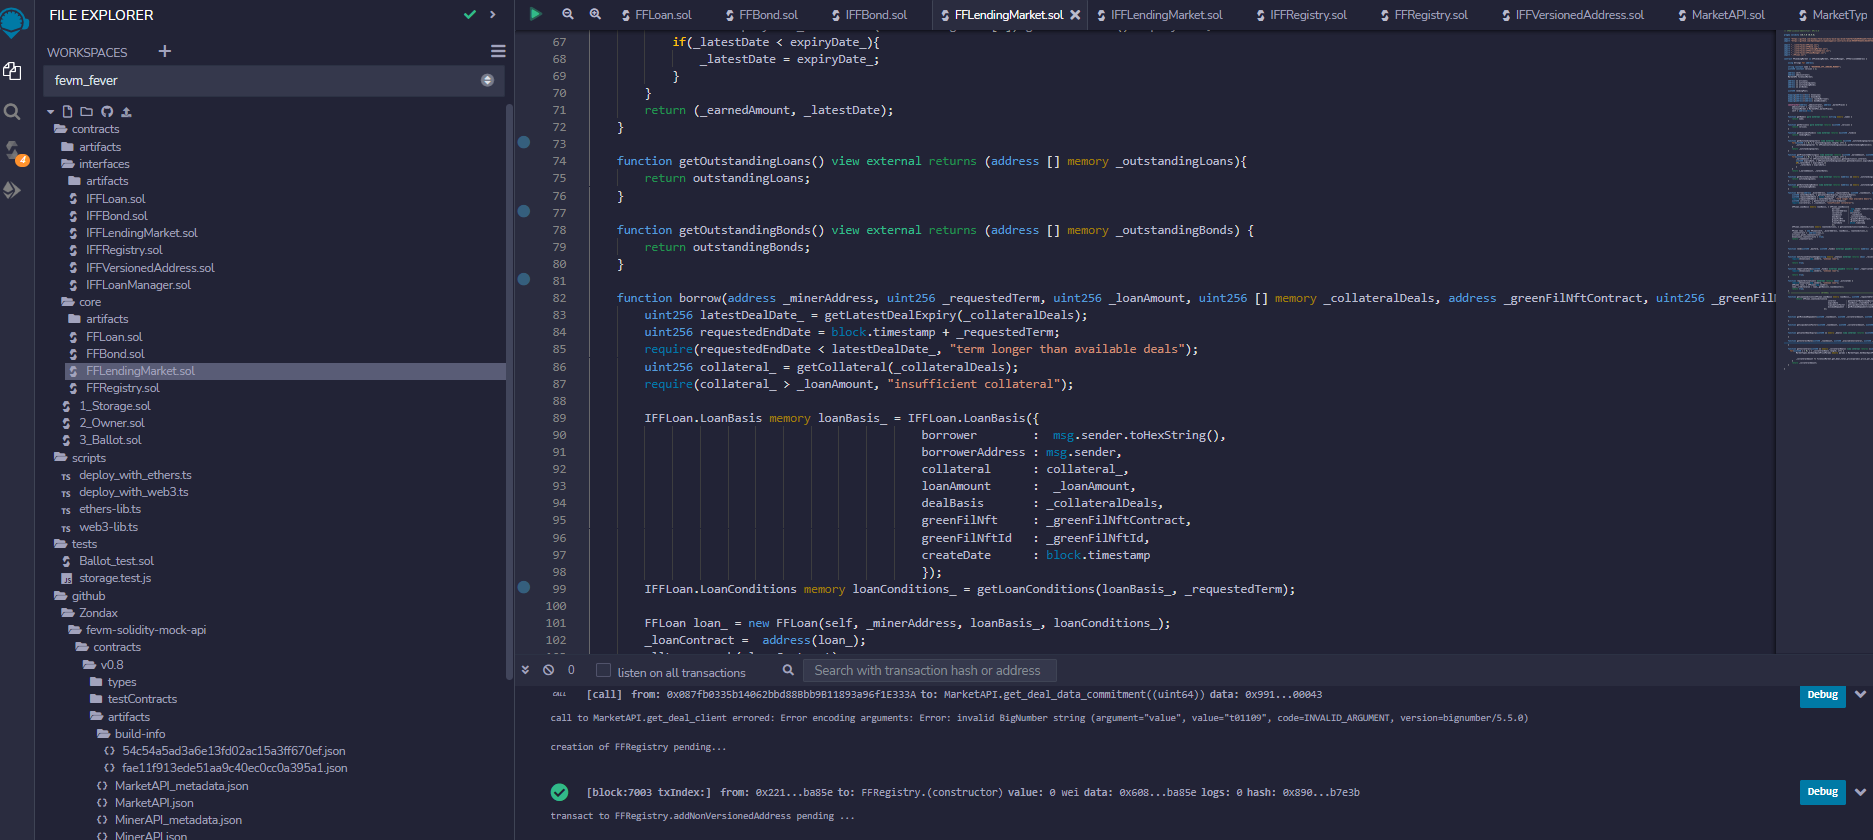 FILE EXPLORER
WORKSPACES
fevm_fever
4
contracts
artifacts
interfaces
artifacts
IFFLoan.sol
IFFBond.sol
IFFLendingMarket.sol
IFFRegistry.sol
IFFVersionedAddress.sol
IFFLoanManager.sol
core
artifacts
FFLoan.sol
FFBond.sol
FFLendingMarket.sol
FFRegistry.sol
1_Storage.sol
2_Owner.sol
3_Ballot.sol
scripts
TS deploy_with_ethers.ts
TS deploy_with_web3.ts
TS ethers-lib.ts
TS web3-lib.ts
tests
Ballot_test.sol
JS storage.test.js
github
Zondax
fevm-solidity-mock-api
contracts
v0.8
types
testContracts
artifacts
build-info
54c54a5ad3a6e13fd02ac15a3ff670ef.json
fae11f913ede51aa9c40ec0cc0a395a1.json
MarketAPI_metadata.json
MarketAPI.json
MinerAPI_metadata.json
MinerAPI.json
FFLoan.sol FFBond.sol IFFBond.sol FFLendingMarket.sol IFFLendingMarket.sol IFFRegistry.sol FFRegistry.sol IFFVersionedAddress.sol MarketAPI.sol MarketTyp
67 if(_latestDate < expiryDate_){
68 _latestDate = expiryDate_;
69 }
70 }
71 return (_earnedAmount, _latestDate);
72 }
73
74 function getOutstandingLoans() view external returns (address [] memory _outstandingLoans){
75 return outstandingLoans;
76 }
77
78 function getOutstandingBonds() view external returns (address [] memory _outstandingBonds) {
79 return outstandingBonds;
80 }
81
82 function borrow(address _minerAddress, uint256 _requestedTerm, uint256 _loanAmount, uint256 [] memory _collateralDeals, address _greenFilNftContract, uint256 _greenFilN
83 uint256 latestDealDate_ = getLatestDealExpiry(_collateralDeals);
84 uint256 requestedEndDate = block.timestamp + _requestedTerm;
85 require(requestedEndDate < latestDealDate_, "term longer than available deals");
86 uint256 collateral_ = getCollateral(_collateralDeals);
87 require(collateral_ > _loanAmount, "insufficient collateral");
88
89 IFFLoan.LoanBasis memory loanBasis_ = IFFLoan.LoanBasis({
90 borrower : msg.sender.toHexString(),
91 borrowerAddress : msg.sender,
92 collateral : collateral_,
93 loanAmount : _loanAmount,
94 dealBasis : _collateralDeals,
95 greenFilNft : _greenFilNftContract,
96 greenFilNftId : _greenFilNftId,
97 createDate : block.timestamp
98 });
99 IFFLoan.LoanConditions memory loanConditions_ = getLoanConditions(loanBasis_, _requestedTerm);
100
101 FFLoan loan_ = new FFLoan(self, _minerAddress, loanBasis_, loanConditions_);
102 _loanContract = address(loan_);
0 listen on all transactions Search with transaction hash or address
CALL [call] from: 0x087fb0335b14062bbd88Bbb9B11893a96f1E333A to: MarketAPI.get_deal_data_commitment((uint64)) data: 0x991...00043 Debug
call to MarketAPI.get_deal_client errored: Error encoding arguments: Error: invalid BigNumber string (argument="value", value="t01109", code=INVALID_ARGUMENT, version=bignumber/5.5.0)
creation of FFRegistry pending...
[block:7003 txIndex:] from: 0x221...ba85e to: FFRegistry.(constructor) value: 0 wei data: 0x608...ba85e logs: 0 hash: 0x890...b7e3b Debug
transact to FFRegistry.addNonVersionedAddress pending ...